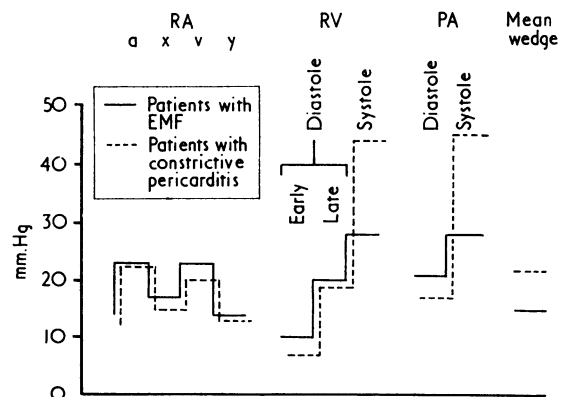 RA RV PA Mean
wedge
a x v y
Diastole
Systole
Diastole
Systole
Early
Late
Patients with
EMF
Patients with
constrictive
pericarditis
mm.Hg
50
40
30
20
10
0